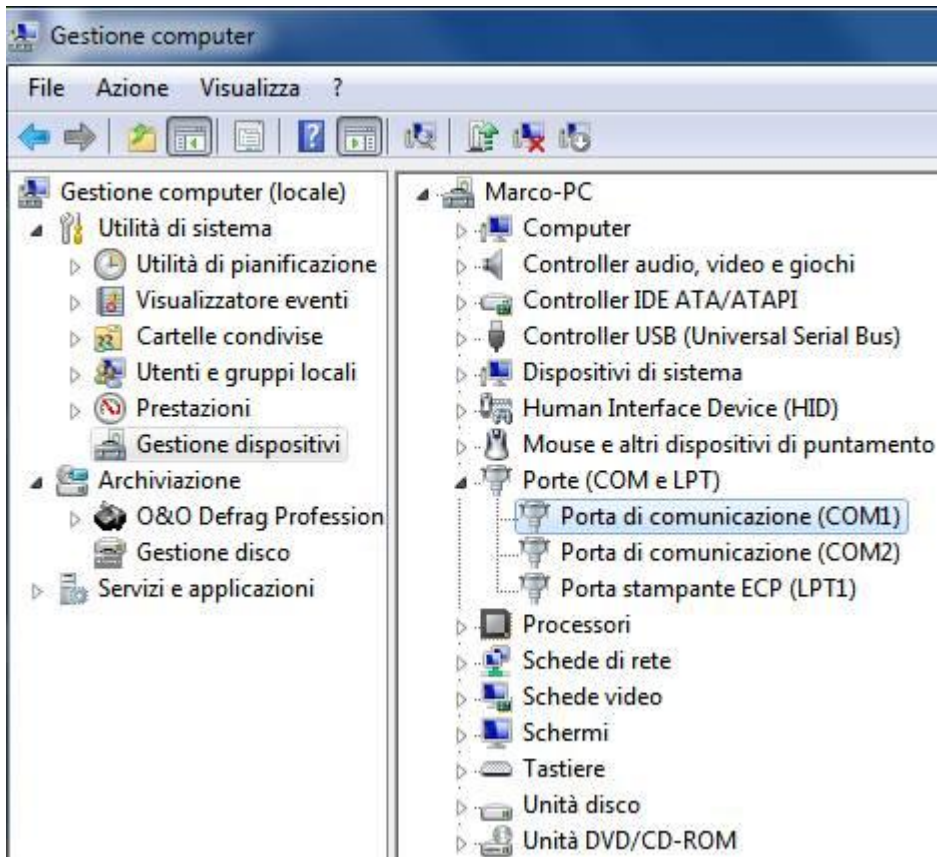 Gestione computer
File Azione Visualizza ?
Gestione computer (locale)
Utilità di sistema
Utilità di pianificazione
Visualizzatore eventi
Cartelle condivise
Utenti e gruppi locali
Prestazioni
Gestione dispositivi
Archiviazione
O&O Defrag Profession
Gestione disco
Servizi e applicazioni
Marco-PC
Computer
Controller audio, video e giochi
Controller IDE ATA/ATAPI
Controller USB (Universal Serial Bus)
Dispositivi di sistema
Human Interface Device (HID)
Mouse e altri dispositivi di puntamento
Porte (COM e LPT)
Porta di comunicazione (COM1)
Porta di comunicazione (COM2)
Porta stampante ECP (LPT1)
Processori
Schede di rete
Schede video
Schermi
Tastiere
Unità disco
Unità DVD/CD-ROM